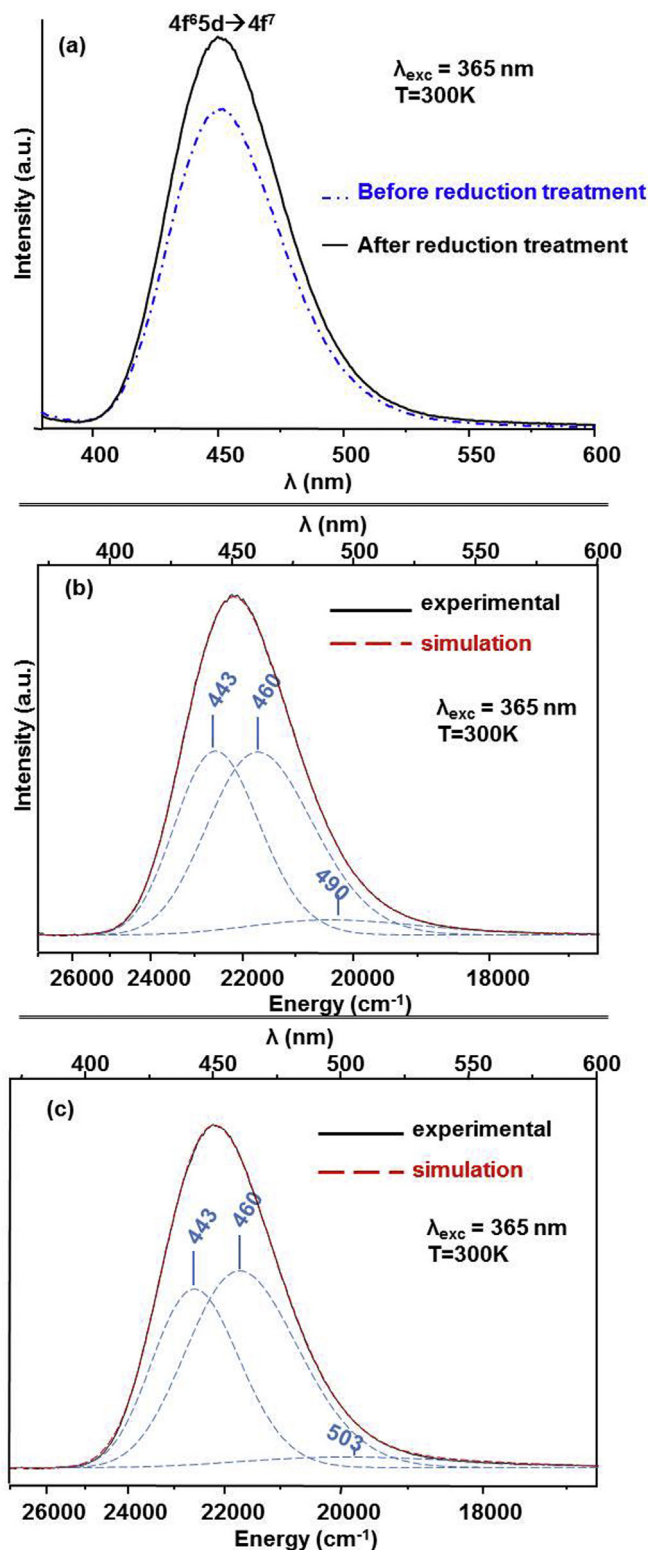 4f⁶5d→4f⁷
(a)
λexc = 365 nm
T=300K
Before reduction treatment
After reduction treatment
Intensity (a.u.)
400 450 500 550 600
λ (nm)
λ (nm)
400 450 500 550 600
(b)
experimental
simulation
443 460
λexc = 365 nm
T=300K
Intensity (a.u.)
490
26000 24000 22000 20000 18000
Energy (cm⁻¹)
λ (nm)
400 450 500 550 600
(c)
experimental
simulation
443 460
λexc = 365 nm
T=300K
503
26000 24000 22000 20000 18000
Energy (cm⁻¹)